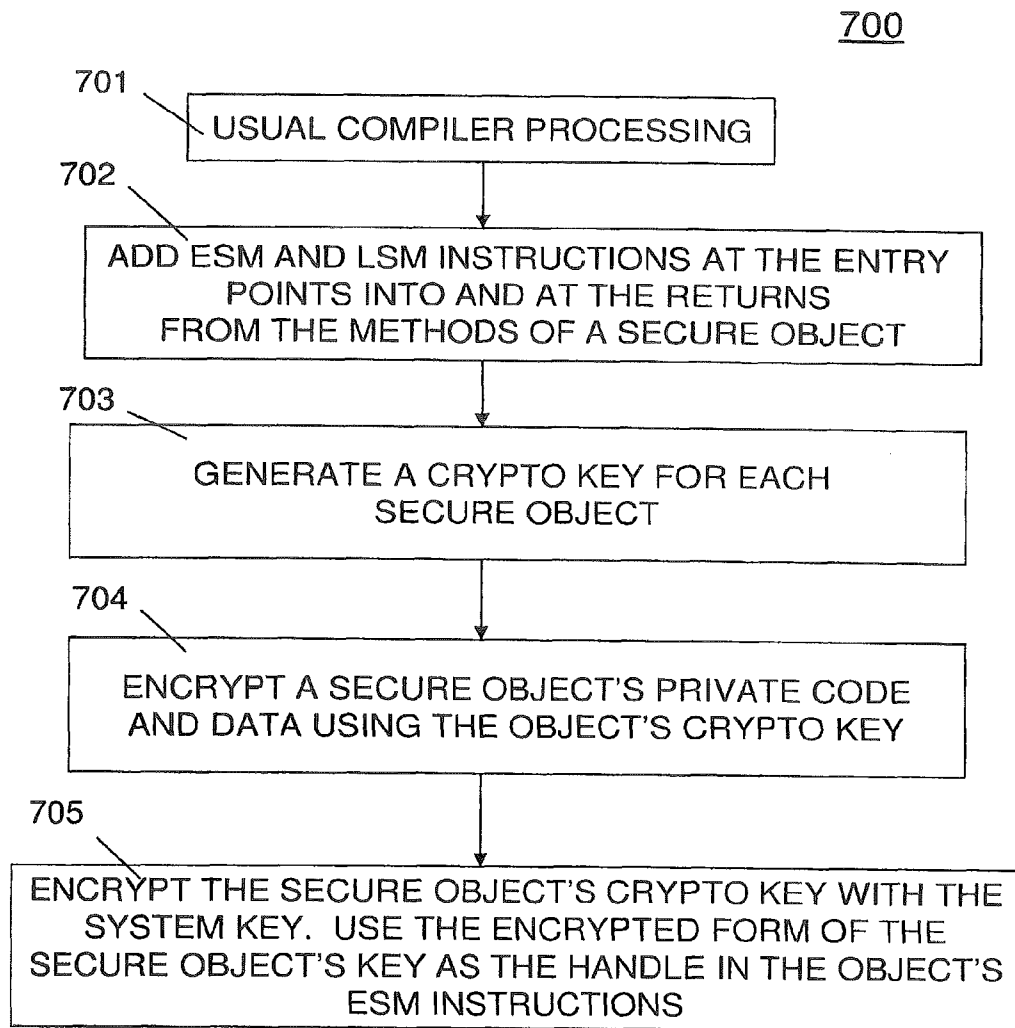 700
701
USUAL COMPILER PROCESSING
702
ADD ESM AND LSM INSTRUCTIONS AT THE ENTRY
POINTS INTO AND AT THE RETURNS
FROM THE METHODS OF A SECURE OBJECT
703
GENERATE A CRYPTO KEY FOR EACH
SECURE OBJECT
704
ENCRYPT A SECURE OBJECT'S PRIVATE CODE
AND DATA USING THE OBJECT'S CRYPTO KEY
705
ENCRYPT THE SECURE OBJECT'S CRYPTO KEY WITH THE
SYSTEM KEY. USE THE ENCRYPTED FORM OF THE
SECURE OBJECT'S KEY AS THE HANDLE IN THE OBJECT'S
ESM INSTRUCTIONS